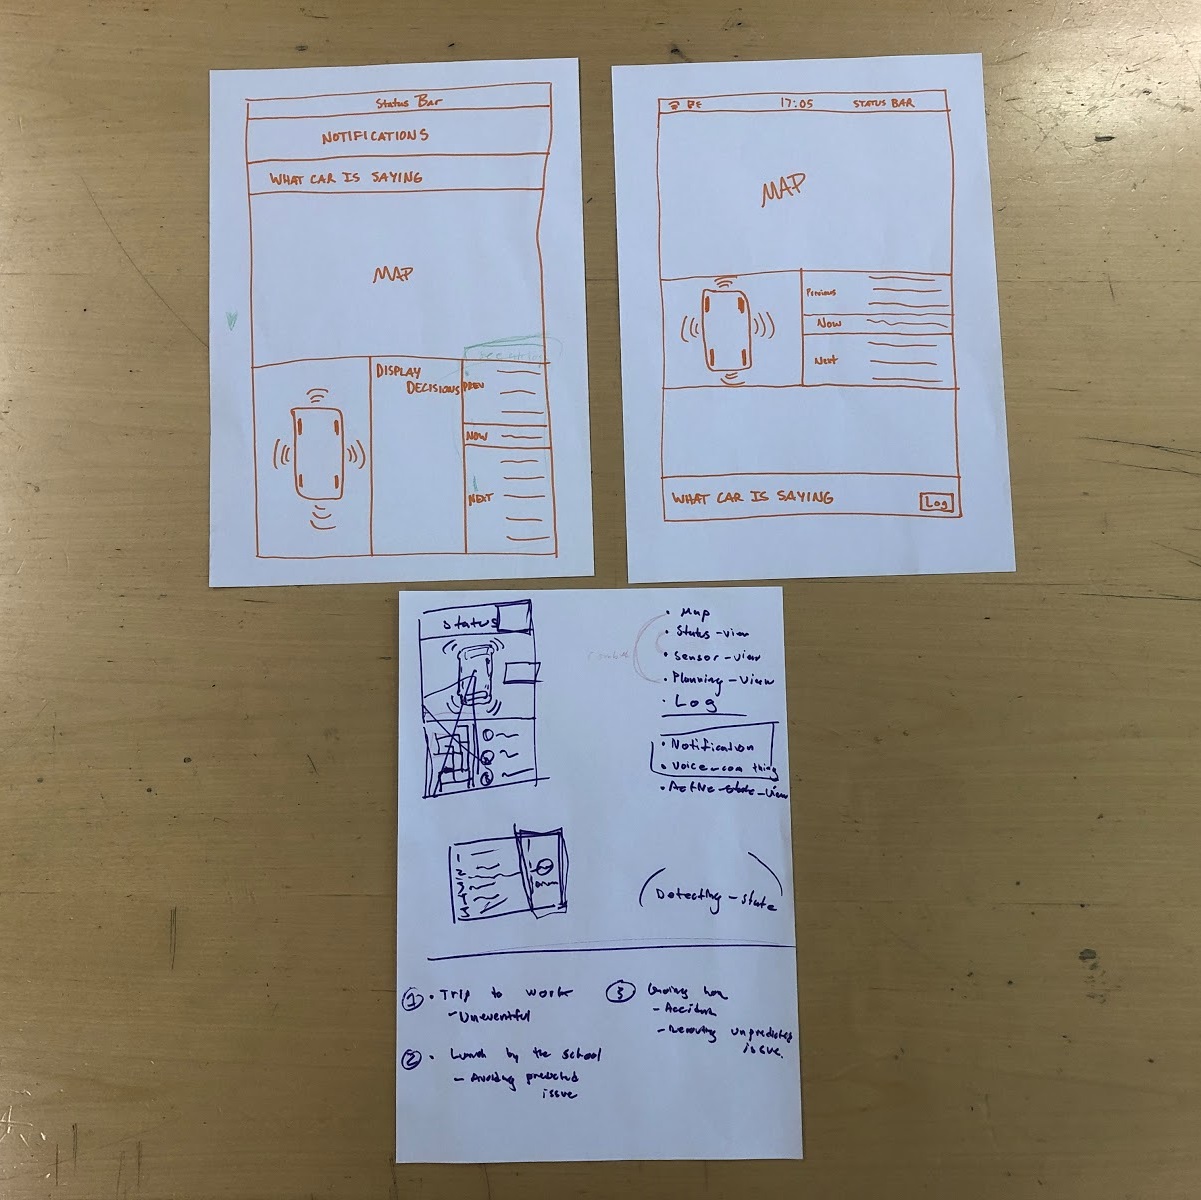 Status Bar
NOTIFICATIONS
WHAT CAR IS SAYING
MAP
DISPLAY
DECISIONS
PREV
NOW
NEXT
17:05 STATUS BAR
MAP
Previous
Now
Next
WHAT CAR IS SAYING
Log
Status
• Map
• Status-view
• Sensor-view
• Planning-view
• Log
• Notification
• Voice-com thing
• Active-state-view
Detecting-state
1 • Trip to work
- Uneventful
2 • Lunch by the school
- Avoiding predicted
issue
3 Going
- Accident
- Rerouting unpredicted
issue.